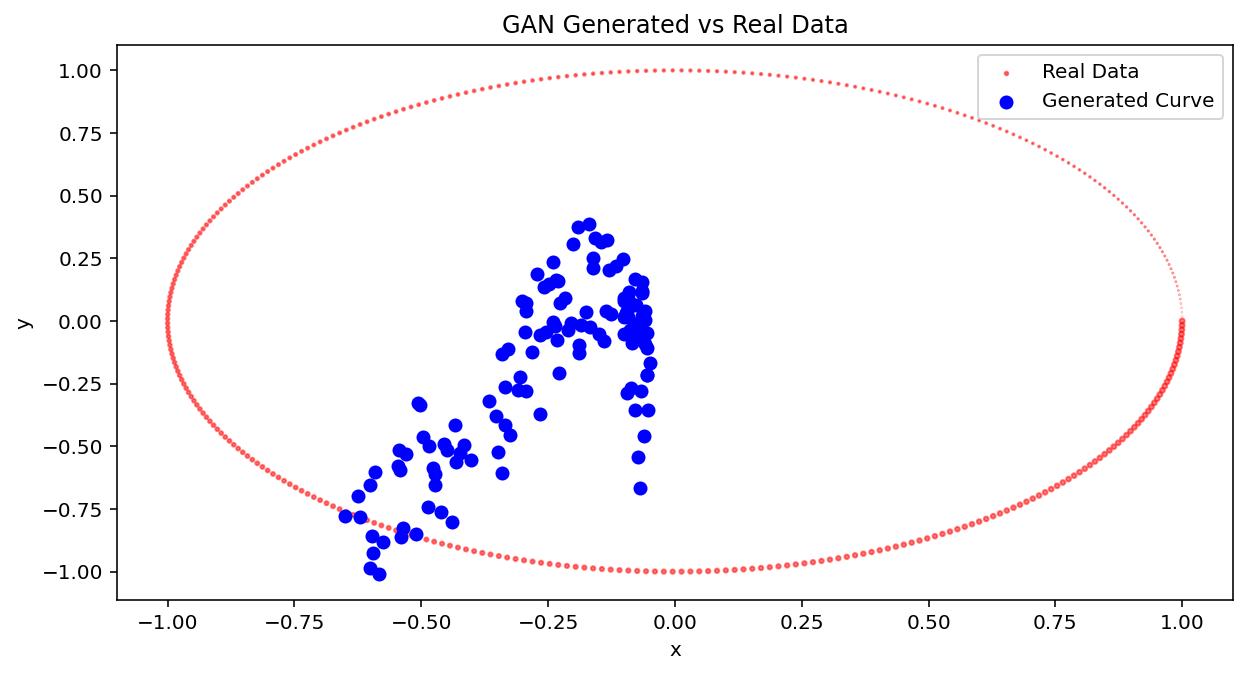 GAN Generated vs Real Data
Real Data
Generated Curve
y
1.00
0.75
0.50
0.25
0.00
−0.25
−0.50
−0.75
−1.00
−1.00 −0.75 −0.50 −0.25 0.00 0.25 0.50 0.75 1.00
x